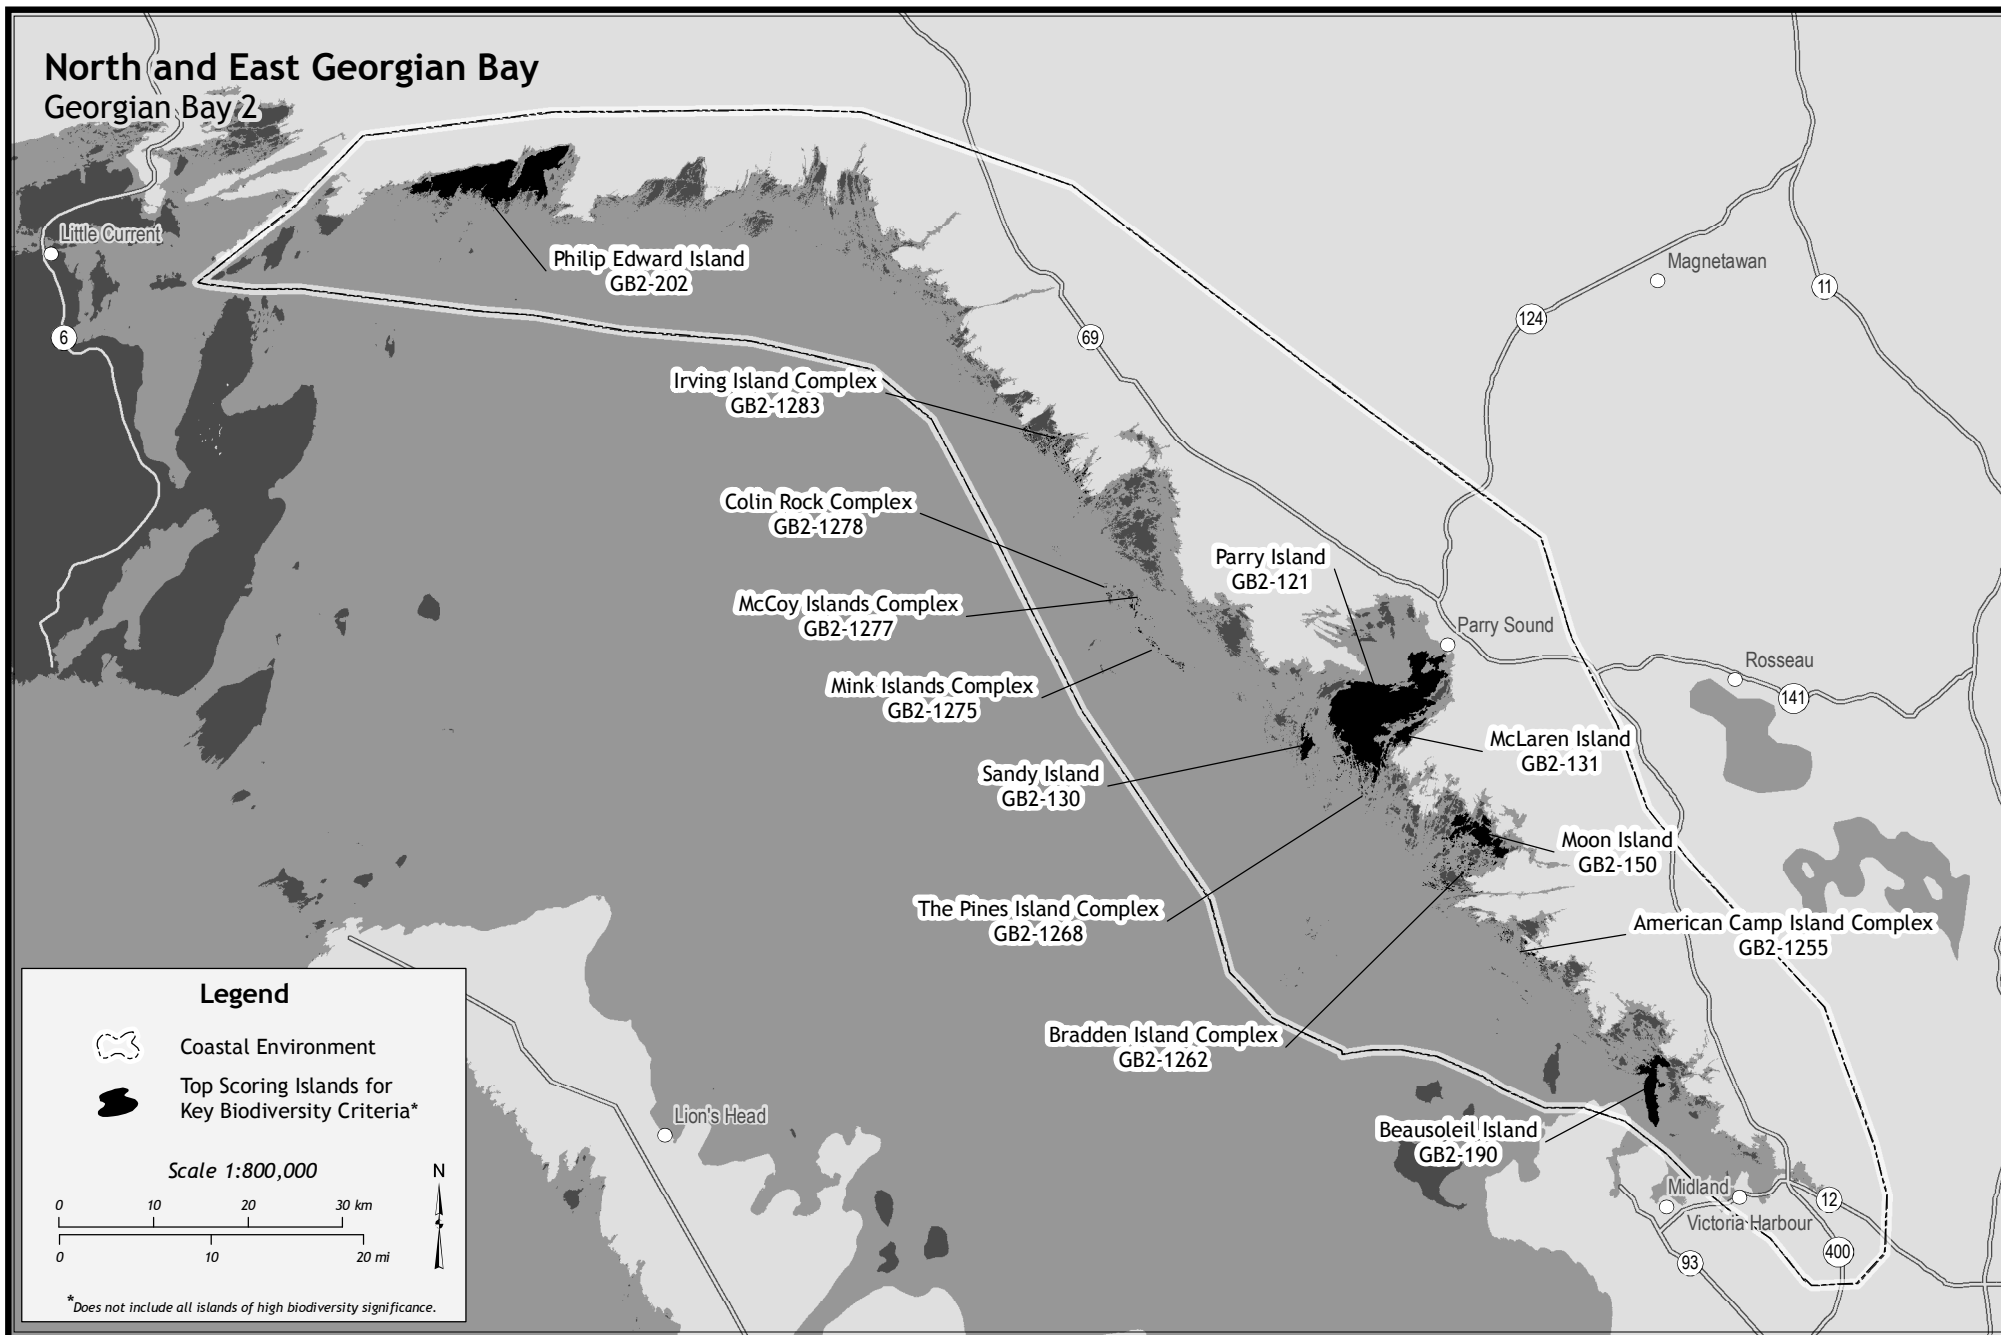 North and East Georgian Bay
Georgian Bay 2
Little Current
6
Philip Edward Island
GB2-202
Magnetawan
11
124
69
Irving Island Complex
GB2-1283
Colin Rock Complex
GB2-1278
Parry Island
GB2-121
McCoy Islands Complex
GB2-1277
Parry Sound
Rosseau
141
Mink Islands Complex
GB2-1275
McLaren Island
GB2-131
Sandy Island
GB2-130
Moon Island
GB2-150
The Pines Island Complex
GB2-1268
American Camp Island Complex
GB2-1255
Bradden Island Complex
GB2-1262
Lion's Head
Beausoleil Island
GB2-190
Midland
Victoria Harbour
12
400
93
Legend
Coastal Environment
Top Scoring Islands for
Key Biodiversity Criteria*
Scale 1:800,000
N
0 10 20 30 km
0 10 20 mi
*Does not include all islands of high biodiversity significance.